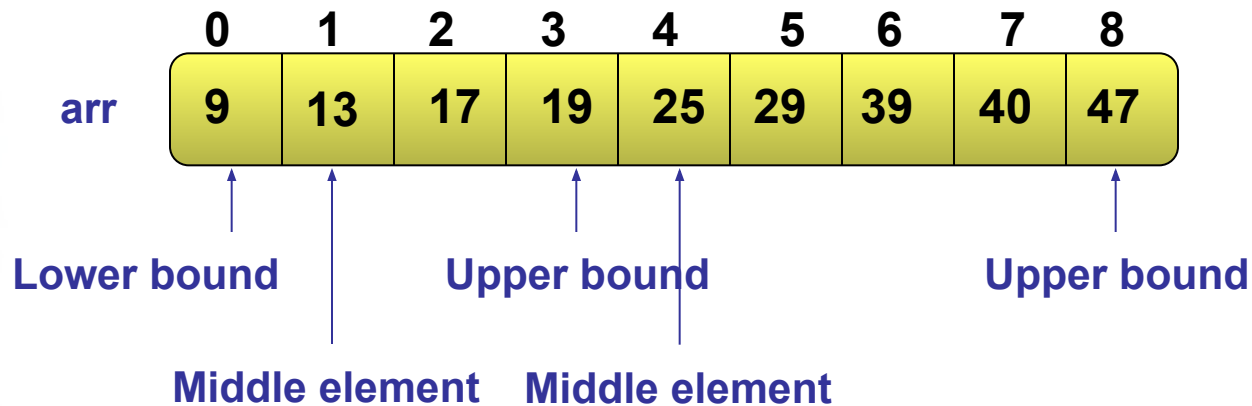 0 1 2 3 4 5 6 7 8
arr 9 13 17 19 25 29 39 40 47
Lower bound Upper bound Upper bound
Middle element Middle element